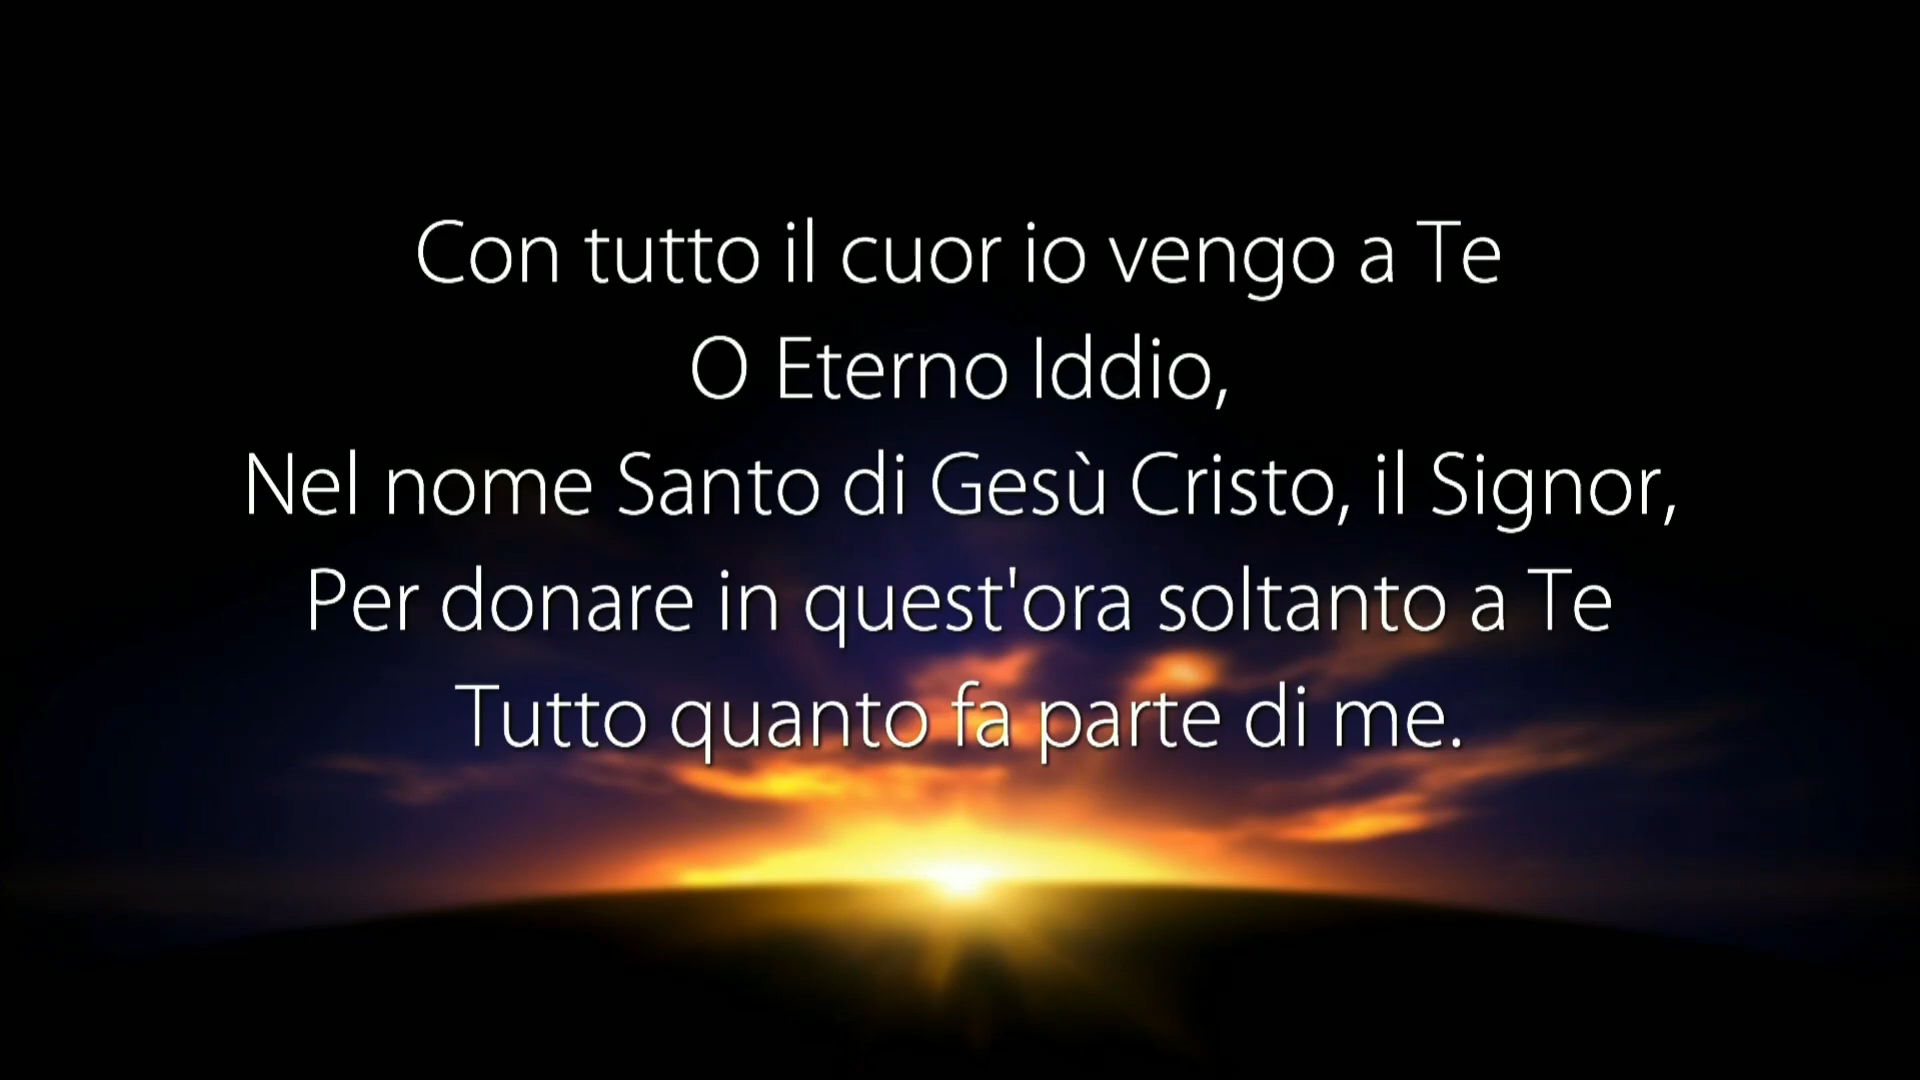 Con tutto il cuor io vengo a Te
O Eterno Iddio,
Nel nome Santo di Gesù Cristo, il Signor,
Per donare in quest'ora soltanto a Te
Tutto quanto fa parte di me.